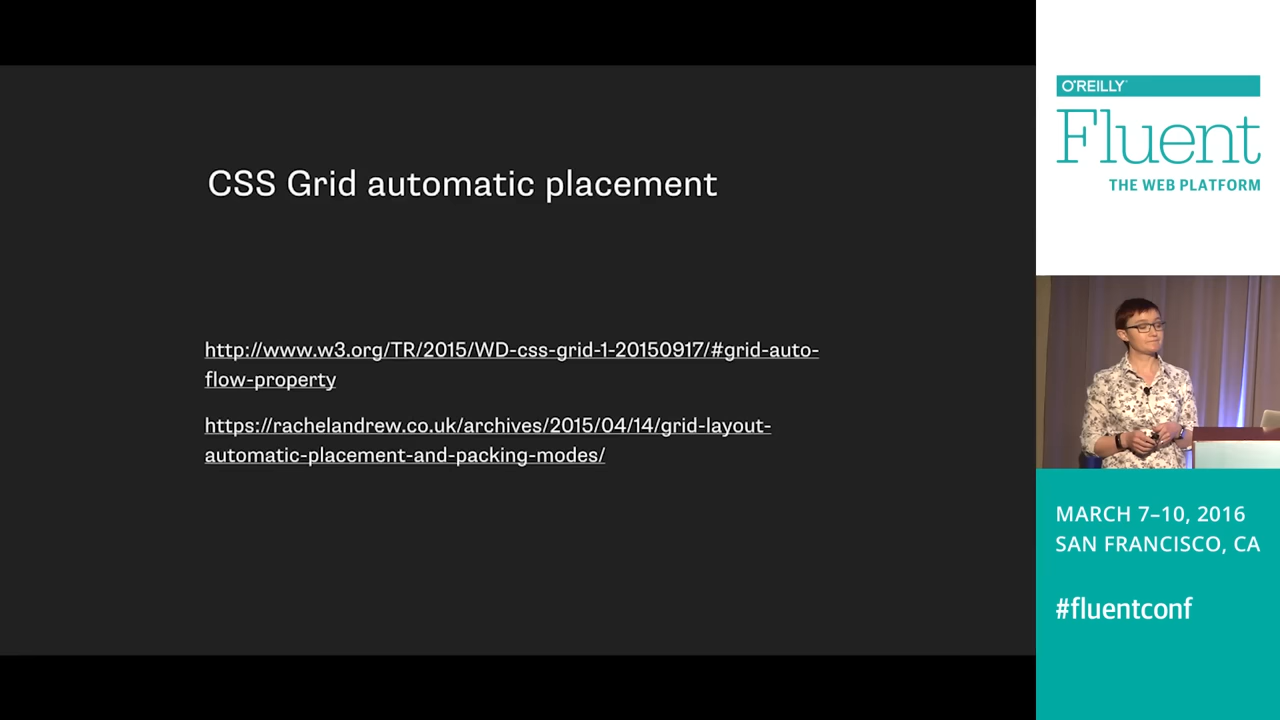 CSS Grid automatic placement
http://www.w3.org/TR/2015/WD-css-grid-1-20150917/#grid-auto-
flow-property
https://rachelandrew.co.uk/archives/2015/04/14/grid-layout-
automatic-placement-and-packing-modes/
O'REILLY
Fluent
THE WEB PLATFORM
MARCH 7–10, 2016
SAN FRANCISCO, CA
#fluentconf